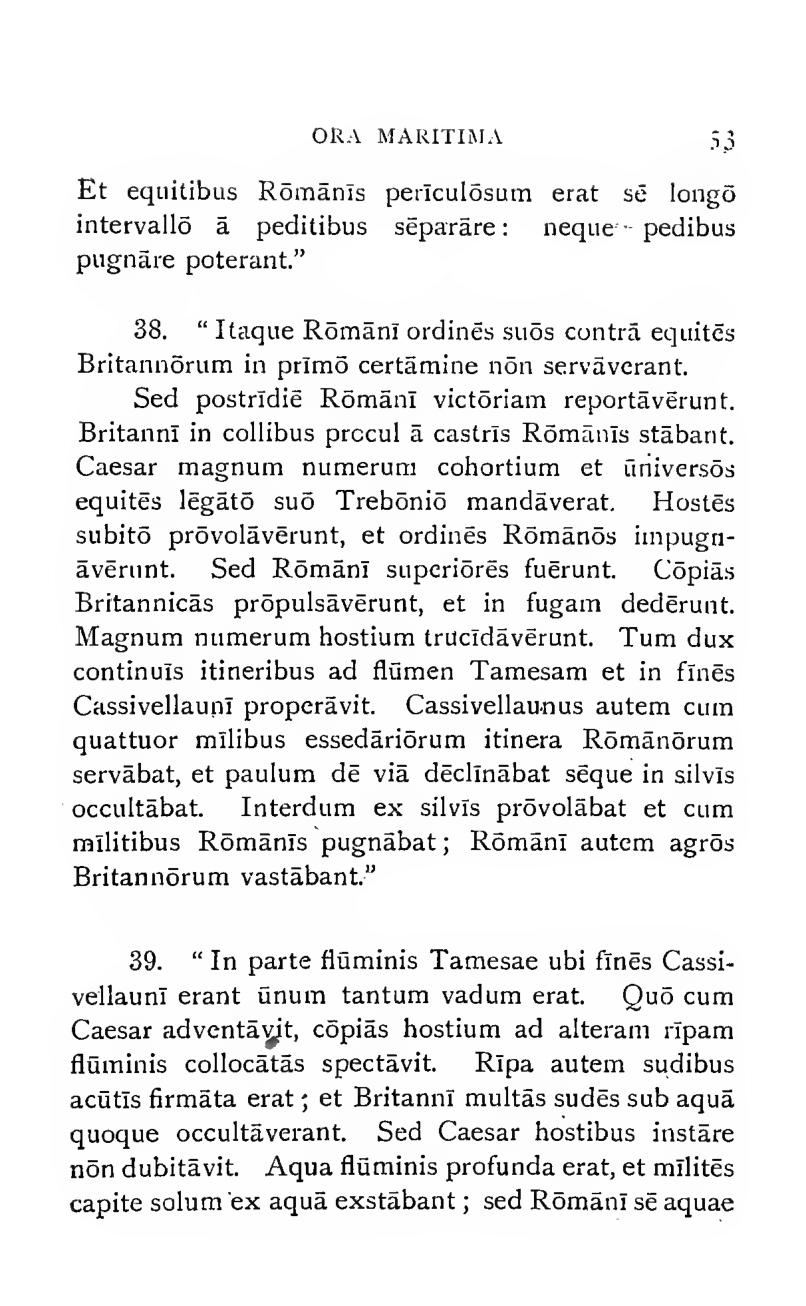 ORA MARITIMA 53
Et equitibus Rōmānīs perīculōsum erat sē longō
intervallō ā peditibus sēparāre: neque pedibus
pugnāre poterant.”
38. “Itaque Rōmānī ordinēs suōs contrā equitēs
Britannōrum in prīmō certāmine nōn servāverant.
Sed postrīdiē Rōmānī victōriam reportāvērunt.
Britannī in collibus procul ā castrīs Rōmānīs stābant.
Caesar magnum numerum cohortium et ūniversōs
equitēs lēgātō suō Trebōniō mandāverat. Hostēs
subitō prōvolāvērunt, et ordinēs Rōmānōs impugn-
āvērunt. Sed Rōmānī superiōrēs fuērunt. Cōpiās
Britannicās prōpulsāvērunt, et in fugam dedērunt.
Magnum numerum hostium trucīdāvērunt. Tum dux
continuīs itineribus ad flūmen Tamesam et in fīnēs
Cassivellaunī properāvit. Cassivellaunus autem cum
quattuor mīlibus essedāriōrum itinera Rōmānōrum
servābat, et paulum dē viā dēclīnābat sēque in silvīs
occultābat. Interdum ex silvīs prōvolābat et cum
mīlitibus Rōmānīs pugnābat; Rōmānī autem agrōs
Britannōrum vastābant.”
39. “In parte flūminis Tamesae ubi fīnēs Cassi-
vellaunī erant ūnum tantum vadum erat. Quō cum
Caesar adventāvit, cōpiās hostium ad alteram rīpam
flūminis collocātās spectāvit. Rīpa autem sudibus
acūtīs firmāta erat; et Britannī multās sudēs sub aquā
quoque occultāverant. Sed Caesar hostibus instāre
nōn dubitāvit. Aqua flūminis profunda erat, et mīlitēs
capite solum ex aquā exstābant; sed Rōmānī sē aquae